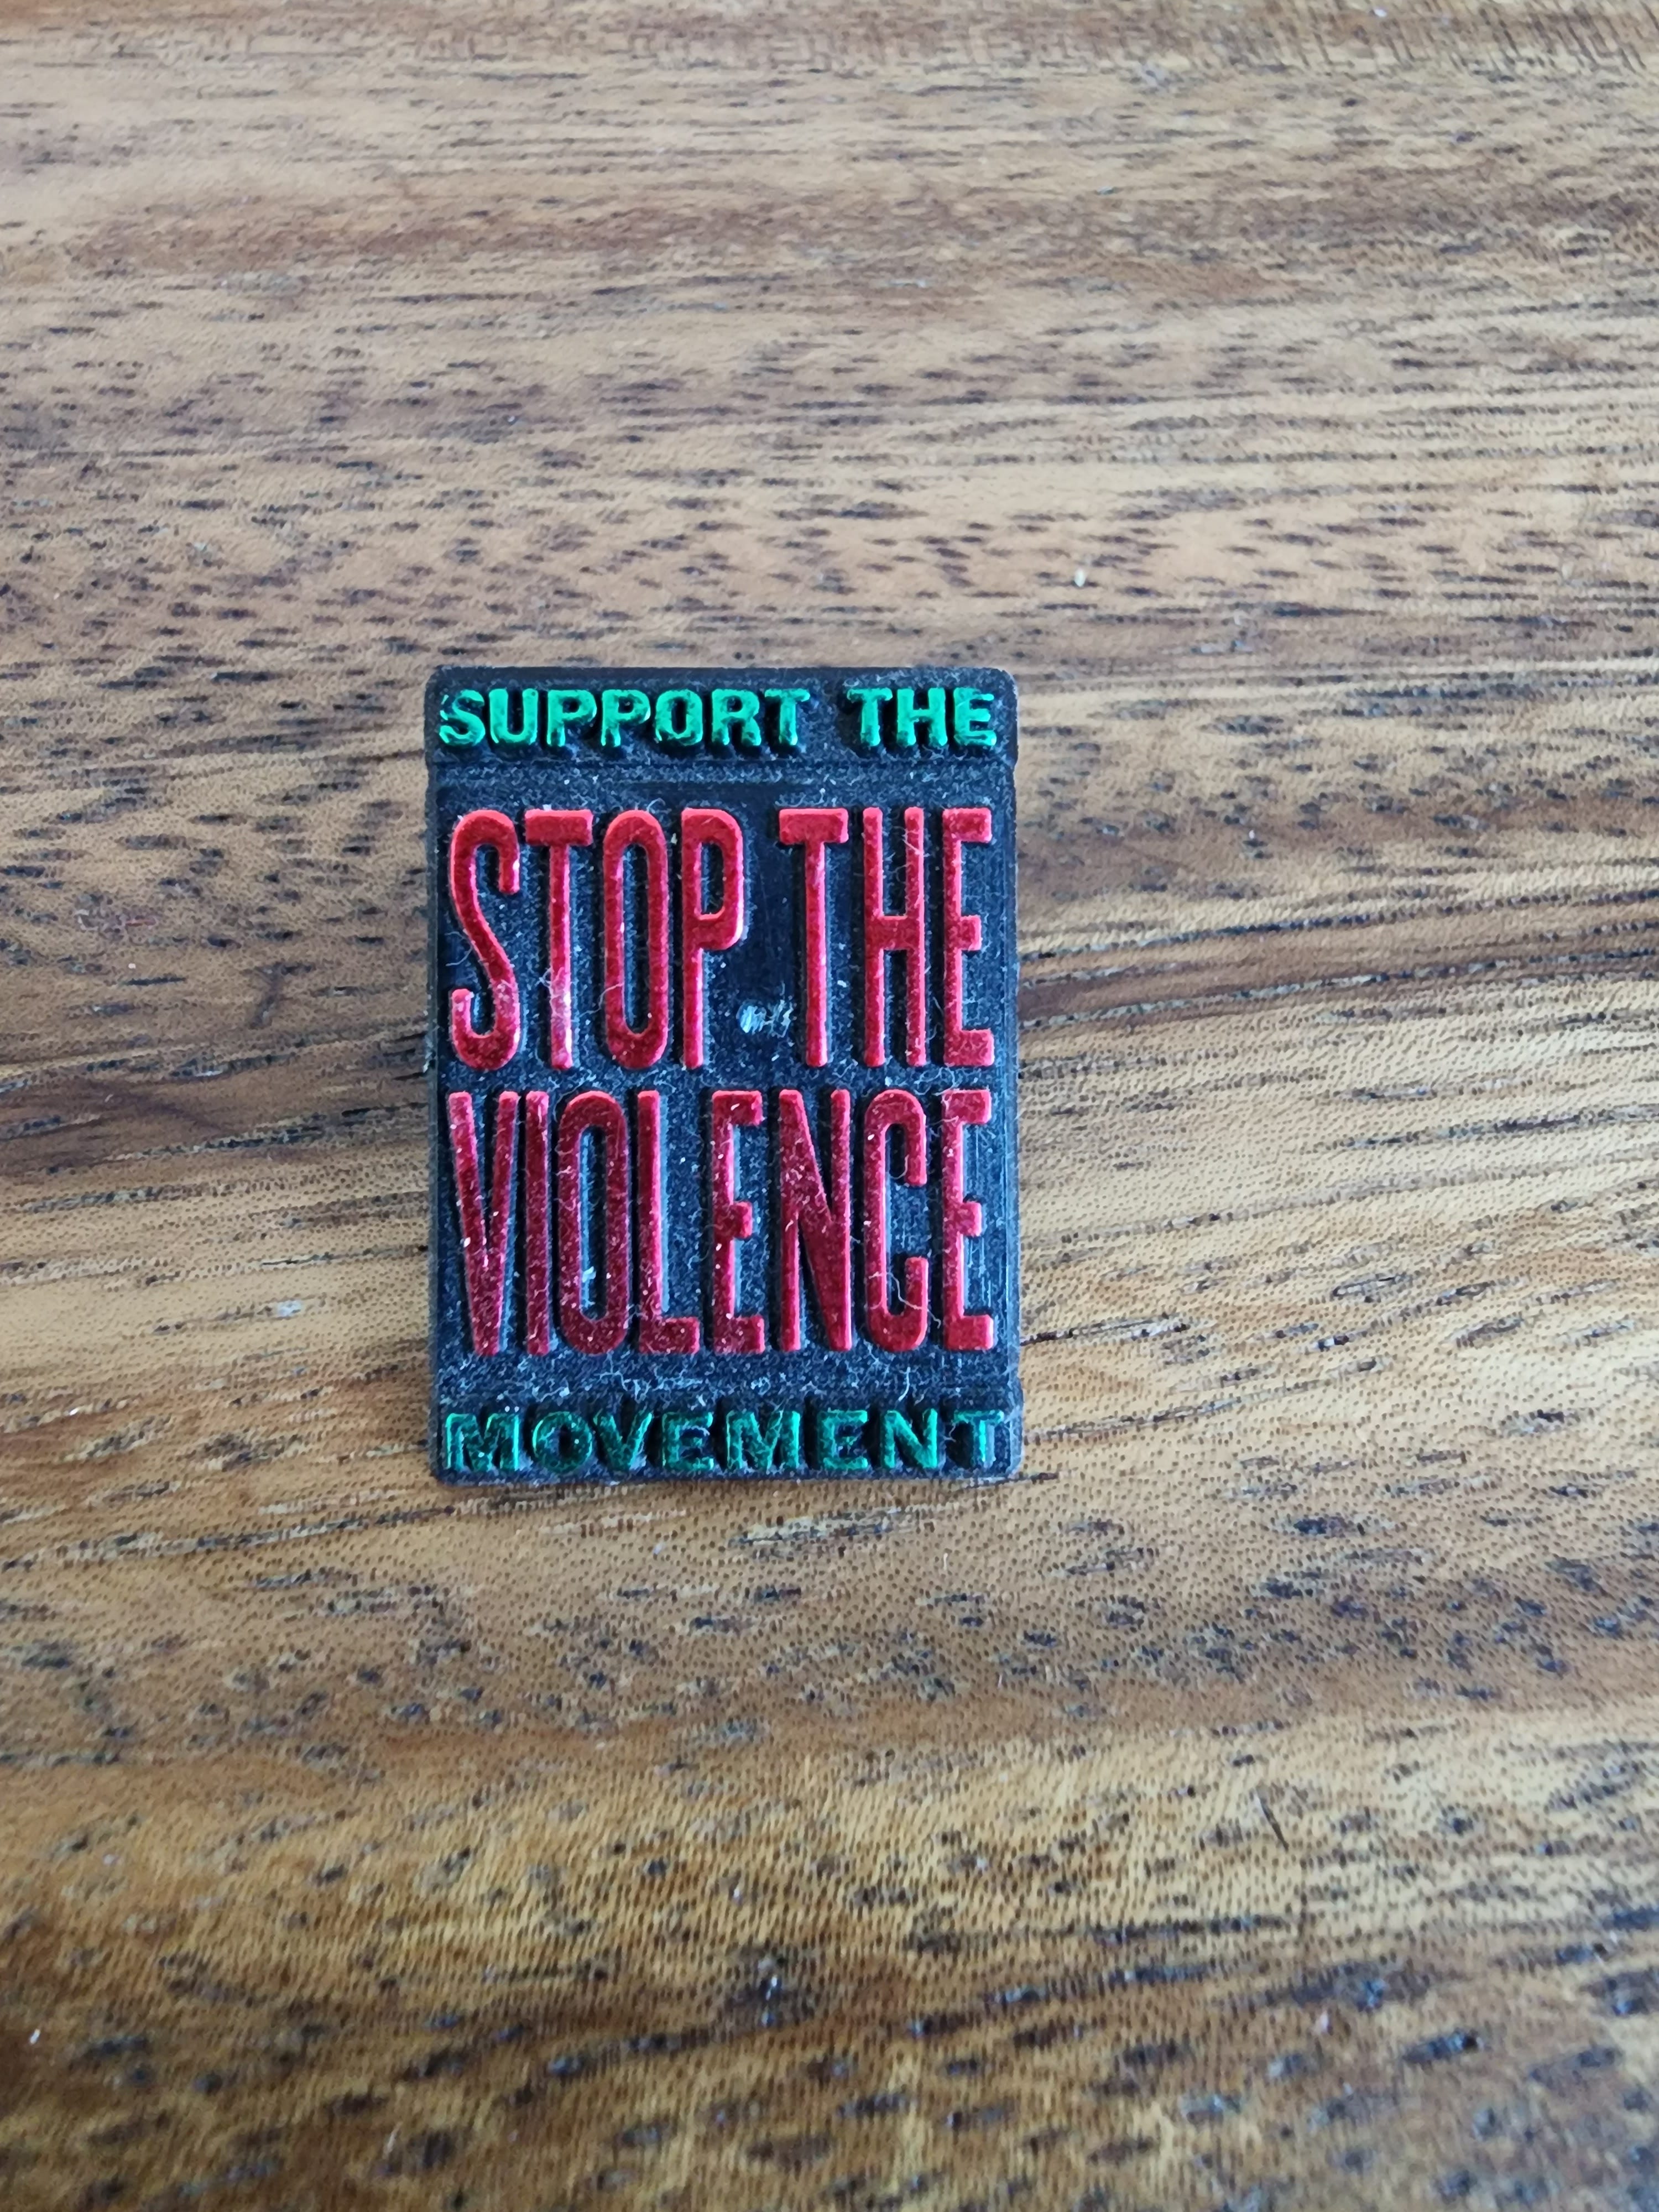 SUPPORT THE
STOP THE
VIOLENCE
MOVEMENT